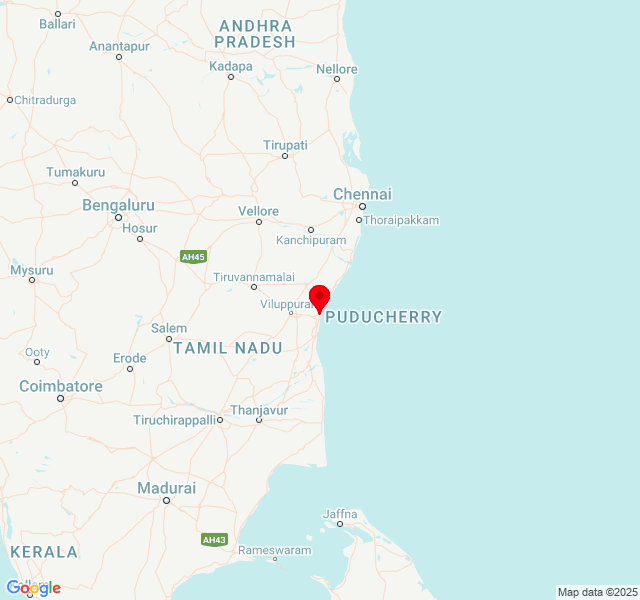 Ballari
ANDHRA
PRADESH
Anantapur
Kadapa
Nellore
Chitradurga
Tirupati
Tumakuru
Bengaluru
Chennai
Vellore
Thoraipakkam
Hosur
Kanchipuram
AH45
Mysuru
Tiruvannamalai
Viluppuram
PUDUCHERRY
Salem
TAMIL NADU
Ooty
Erode
Coimbatore
Tiruchirappalli
Thanjavur
Madurai
Jaffna
AH43
KERALA
Rameswaram
Google
Map data ©2025